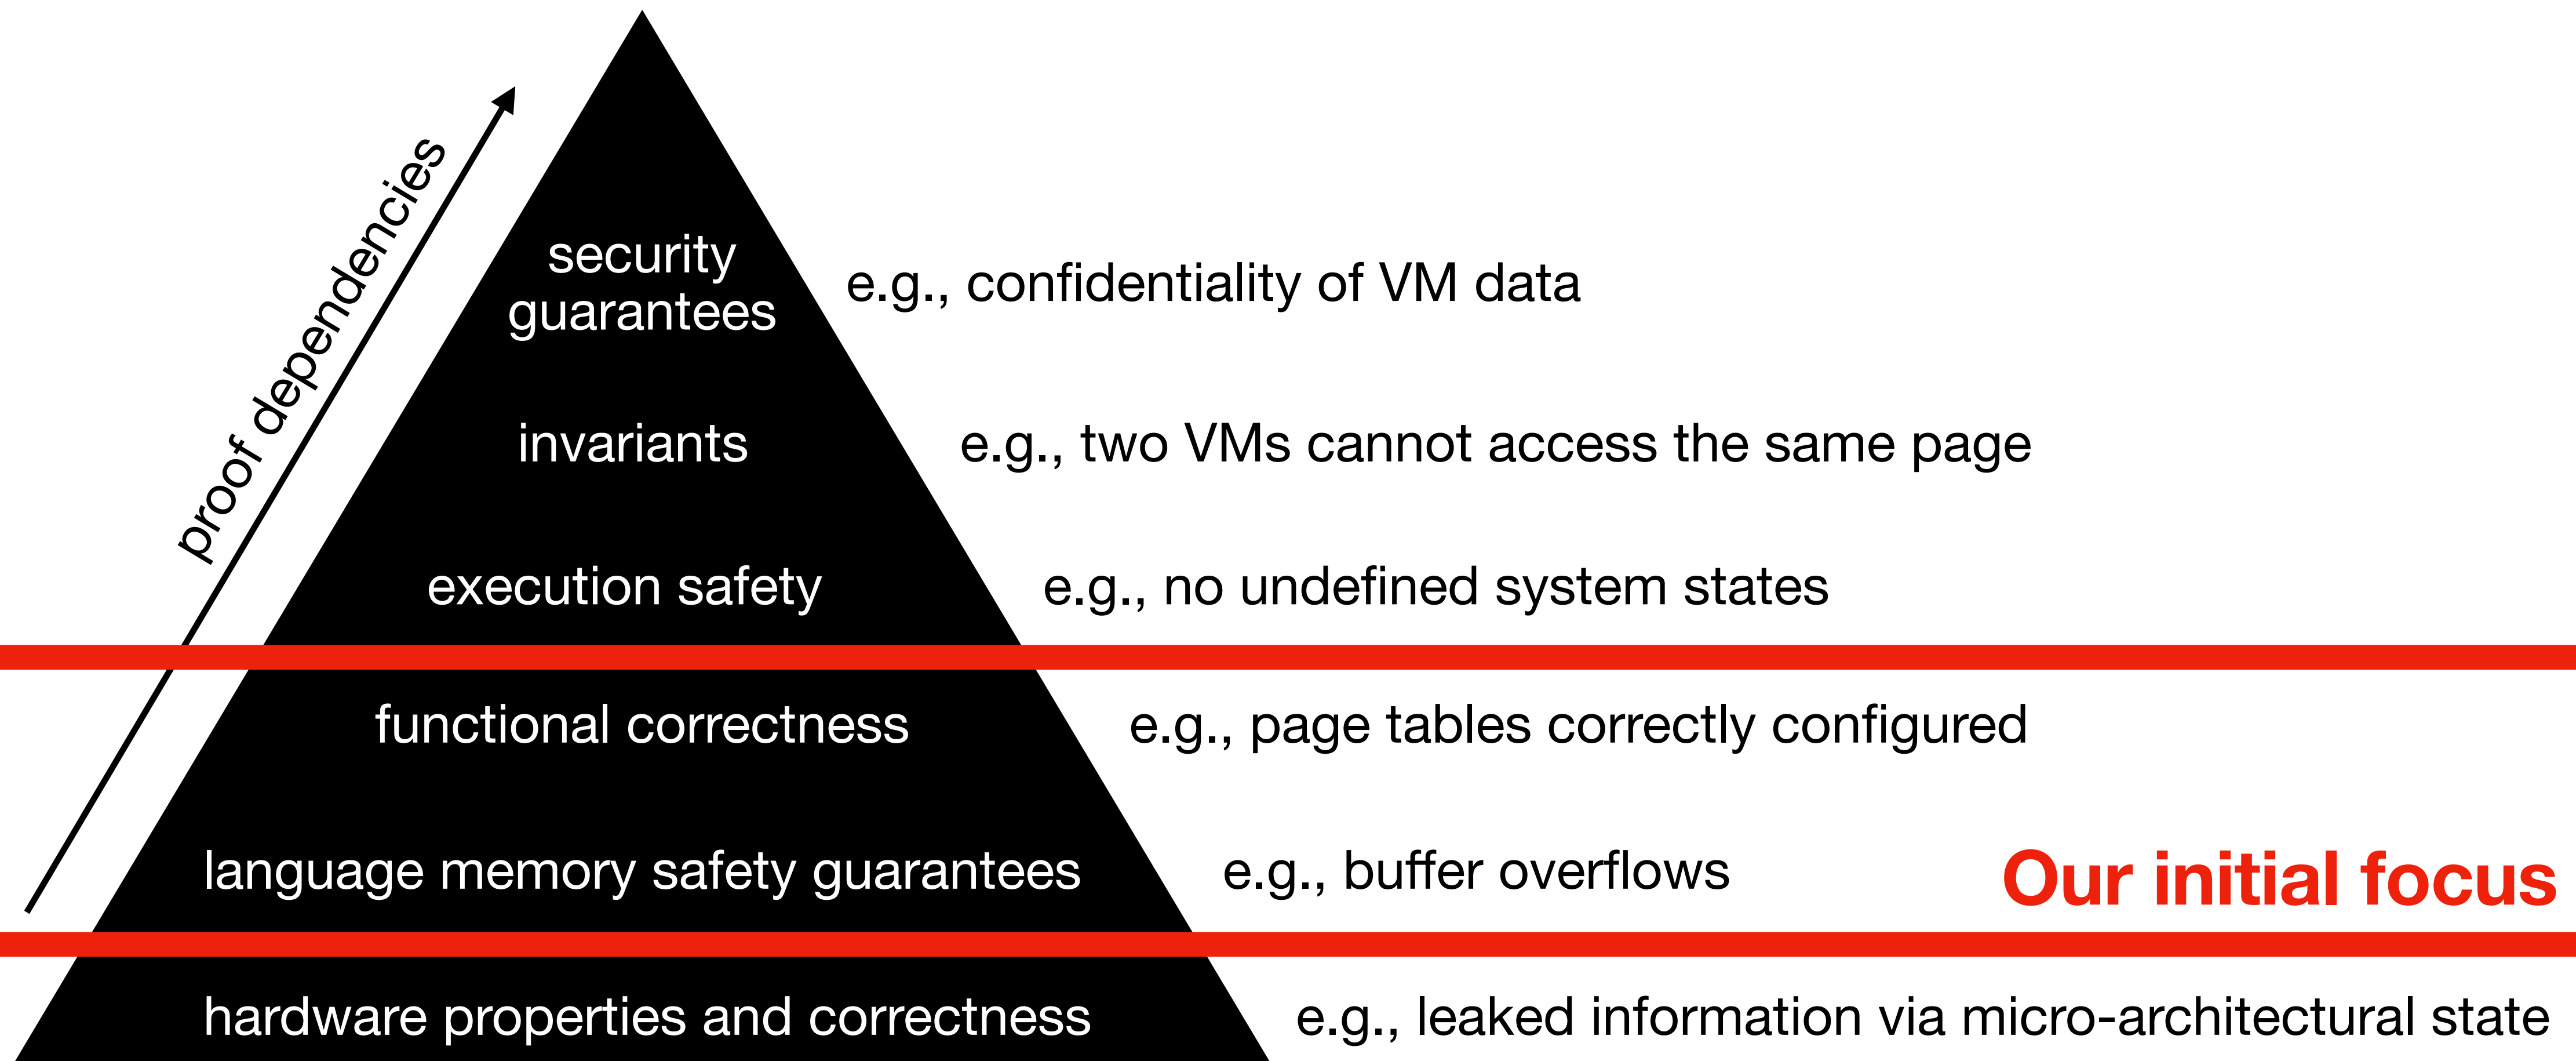 proof dependencies
security
guarantees
e.g., confidentiality of VM data
invariants
e.g., two VMs cannot access the same page
execution safety
e.g., no undefined system states
functional correctness
e.g., page tables correctly configured
language memory safety guarantees
e.g., buffer overflows
Our initial focus
hardware properties and correctness
e.g., leaked information via micro-architectural state